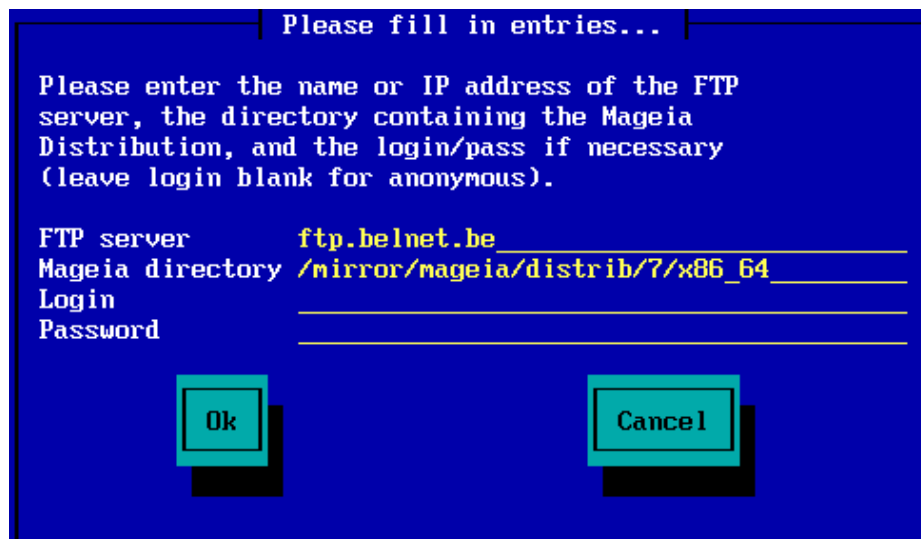 Please fill in entries...
Please enter the name or IP address of the FTP
server, the directory containing the Mageia
Distribution, and the login/pass if necessary
(leave login blank for anonymous).
FTP server ftp.belnet.be
Mageia directory /mirror/mageia/distrib/7/x86_64
Login
Password
Ok Cancel